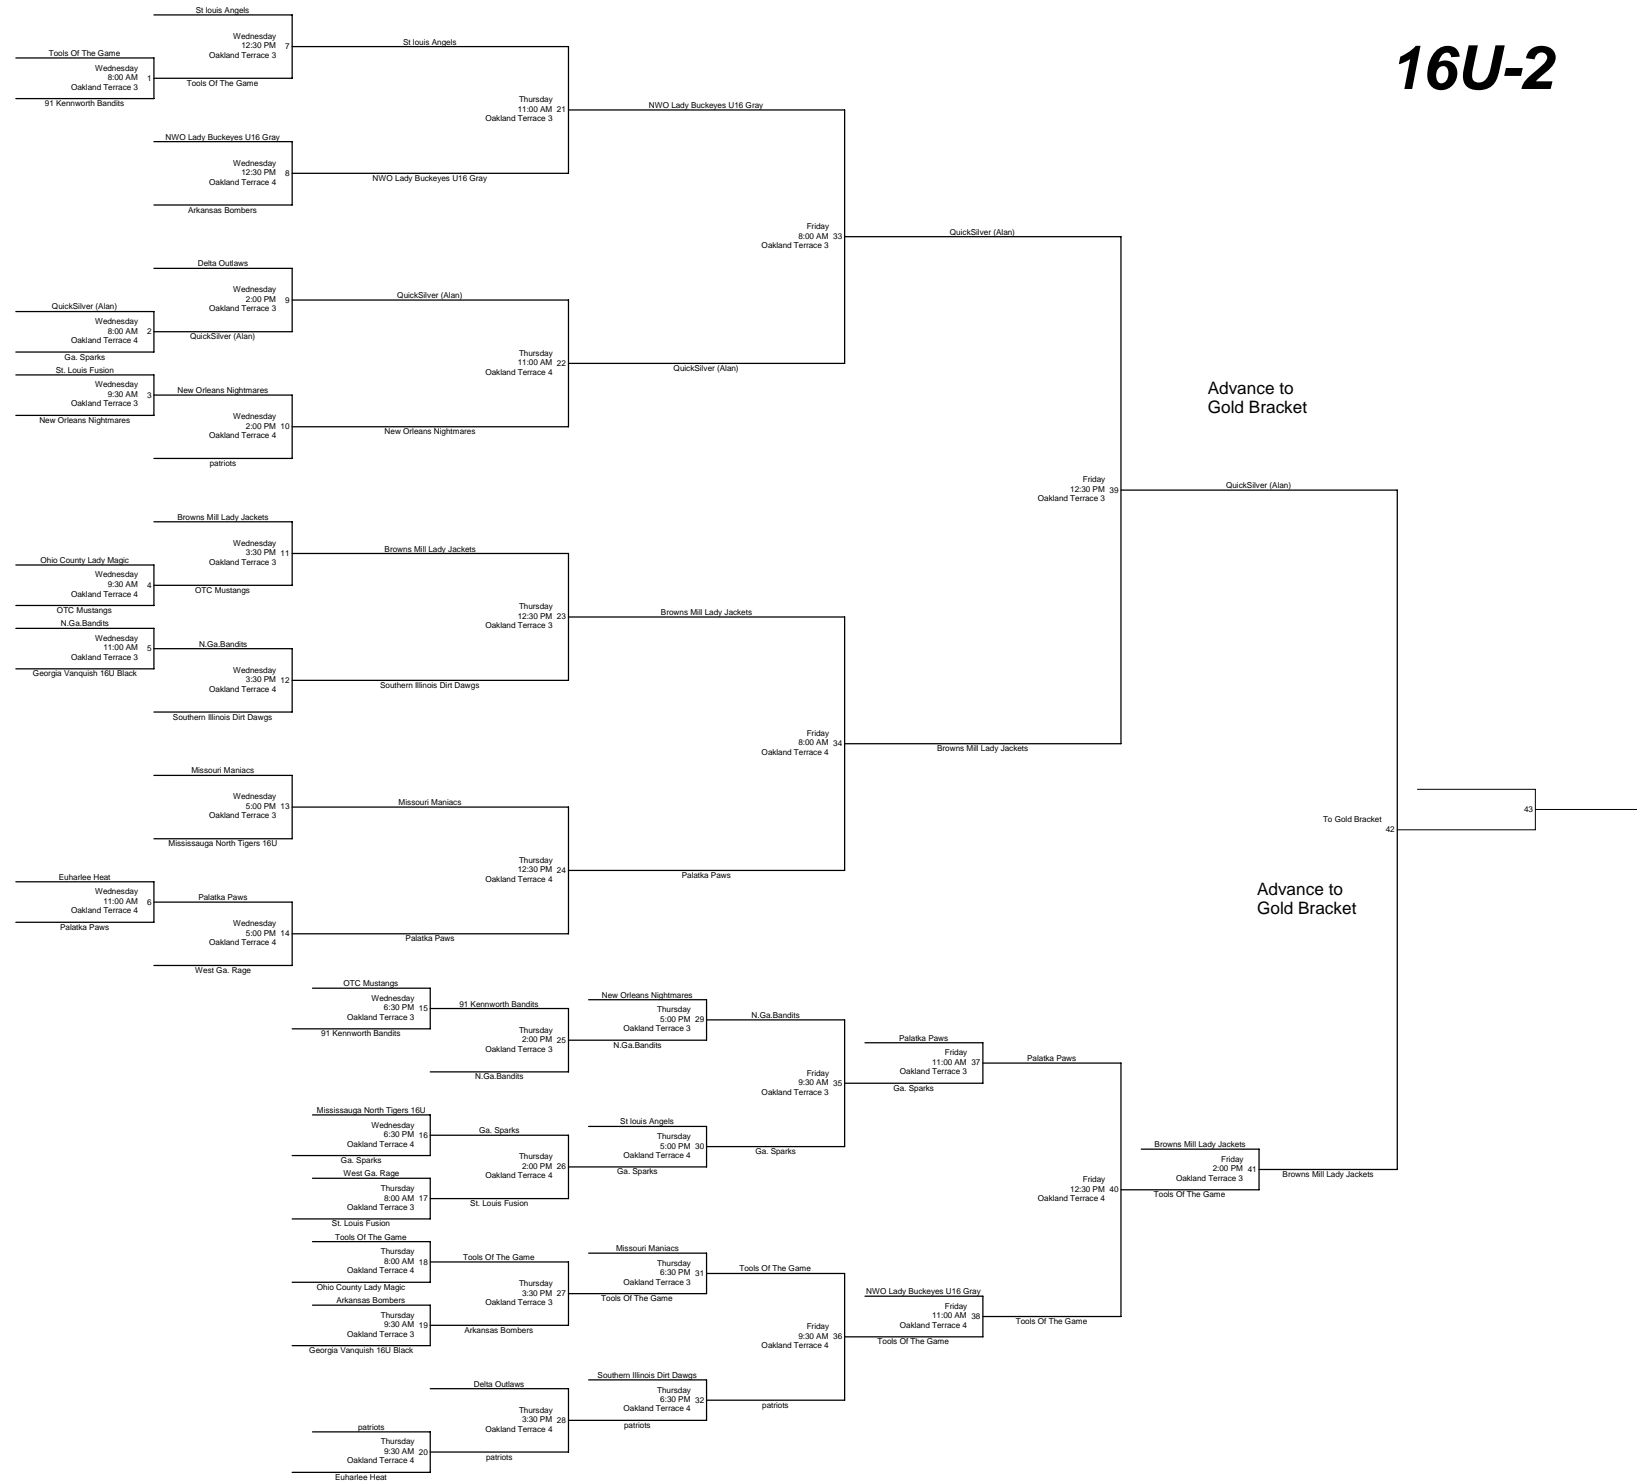 16U-2
St louis Angels
Wednesday
12:30 PM 7
Oakland Terrace 3
Tools Of The Game
Wednesday
8:00 AM 1
Oakland Terrace 3
91 Kennworth Bandits
Tools Of The Game
St louis Angels
Thursday
11:00 AM 21
Oakland Terrace 3
NWO Lady Buckeyes U16 Gray
NWO Lady Buckeyes U16 Gray
Wednesday
12:30 PM 8
Oakland Terrace 4
Arkansas Bombers
NWO Lady Buckeyes U16 Gray
Friday
8:00 AM 33
Oakland Terrace 3
QuickSilver (Alan)
Delta Outlaws
Wednesday
2:00 PM 9
Oakland Terrace 3
QuickSilver (Alan)
Wednesday
8:00 AM 2
Oakland Terrace 4
Ga. Sparks
QuickSilver (Alan)
QuickSilver (Alan)
Thursday
11:00 AM 22
Oakland Terrace 4
QuickSilver (Alan)
St. Louis Fusion
Wednesday
9:30 AM 3
Oakland Terrace 3
New Orleans Nightmares
New Orleans Nightmares
Wednesday
2:00 PM 10
Oakland Terrace 4
patriots
New Orleans Nightmares
Advance to
Gold Bracket
Friday
12:30 PM 39
Oakland Terrace 3
QuickSilver (Alan)
Browns Mill Lady Jackets
Wednesday
3:30 PM 11
Oakland Terrace 3
Ohio County Lady Magic
Wednesday
9:30 AM 4
Oakland Terrace 4
OTC Mustangs
OTC Mustangs
Browns Mill Lady Jackets
Thursday
12:30 PM 23
Oakland Terrace 3
Browns Mill Lady Jackets
N.Ga.Bandits
Wednesday
11:00 AM 5
Oakland Terrace 3
Georgia Vanquish 16U Black
N.Ga.Bandits
Wednesday
3:30 PM 12
Oakland Terrace 4
Southern Illinois Dirt Dawgs
Southern Illinois Dirt Dawgs
Friday
8:00 AM 34
Oakland Terrace 4
Browns Mill Lady Jackets
Missouri Maniacs
Wednesday
5:00 PM 13
Oakland Terrace 3
Mississauga North Tigers 16U
Missouri Maniacs
Thursday
12:30 PM 24
Oakland Terrace 4
Palatka Paws
Euharlee Heat
Wednesday
11:00 AM 6
Oakland Terrace 4
Palatka Paws
Palatka Paws
Wednesday
5:00 PM 14
Oakland Terrace 4
West Ga. Rage
Palatka Paws
To Gold Bracket
42
43
Advance to
Gold Bracket
OTC Mustangs
Wednesday
6:30 PM 15
Oakland Terrace 3
91 Kennworth Bandits
91 Kennworth Bandits
Thursday
2:00 PM 25
Oakland Terrace 3
N.Ga.Bandits
New Orleans Nightmares
Thursday
5:00 PM 29
Oakland Terrace 3
N.Ga.Bandits
N.Ga.Bandits
Friday
9:30 AM 35
Oakland Terrace 3
Palatka Paws
Friday
11:00 AM 37
Oakland Terrace 3
Ga. Sparks
Palatka Paws
Mississauga North Tigers 16U
Wednesday
6:30 PM 16
Oakland Terrace 4
Ga. Sparks
Ga. Sparks
Thursday
2:00 PM 26
Oakland Terrace 4
St louis Angels
Thursday
5:00 PM 30
Oakland Terrace 4
Ga. Sparks
Ga. Sparks
West Ga. Rage
Thursday
8:00 AM 17
Oakland Terrace 3
St. Louis Fusion
St. Louis Fusion
Friday
12:30 PM 40
Oakland Terrace 4
Browns Mill Lady Jackets
Friday
2:00 PM 41
Oakland Terrace 3
Tools Of The Game
Browns Mill Lady Jackets
Tools Of The Game
Thursday
8:00 AM 18
Oakland Terrace 4
Ohio County Lady Magic
Tools Of The Game
Thursday
3:30 PM 27
Oakland Terrace 3
Missouri Maniacs
Thursday
6:30 PM 31
Oakland Terrace 3
Tools Of The Game
Tools Of The Game
Arkansas Bombers
Thursday
9:30 AM 19
Oakland Terrace 3
Georgia Vanquish 16U Black
Arkansas Bombers
Friday
9:30 AM 36
Oakland Terrace 4
NWO Lady Buckeyes U16 Gray
Friday
11:00 AM 38
Oakland Terrace 4
Tools Of The Game
Tools Of The Game
Delta Outlaws
Thursday
3:30 PM 28
Oakland Terrace 4
Southern Illinois Dirt Dawgs
Thursday
6:30 PM 32
Oakland Terrace 4
patriots
patriots
patriots
Thursday
9:30 AM 20
Oakland Terrace 4
Euharlee Heat
patriots